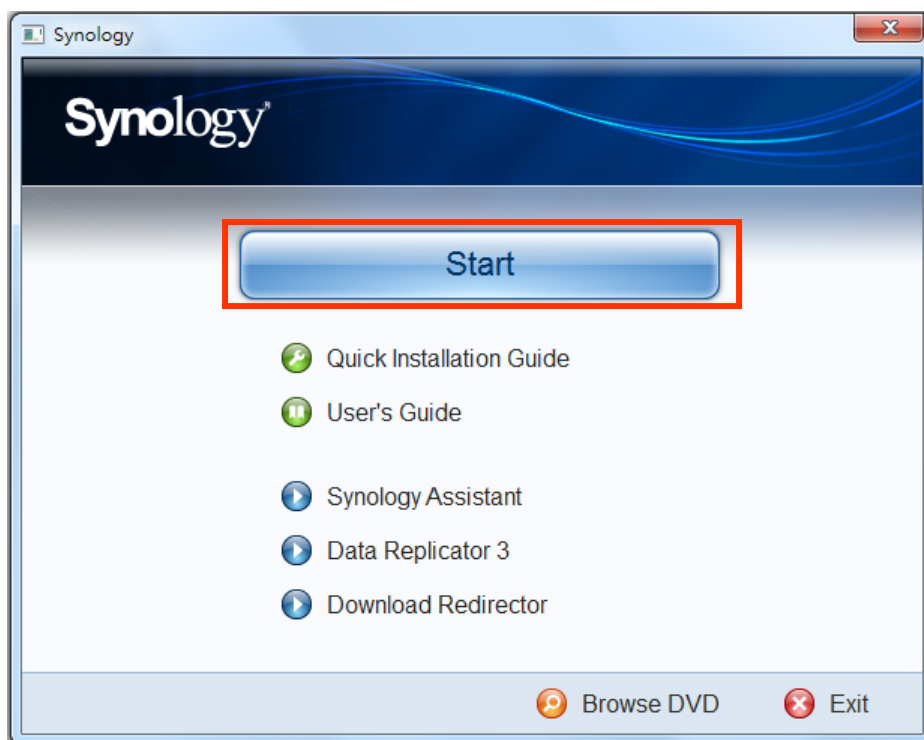 Synology
Synology
Start
Quick Installation Guide
User's Guide
Synology Assistant
Data Replicator 3
Download Redirector
Browse DVD
Exit